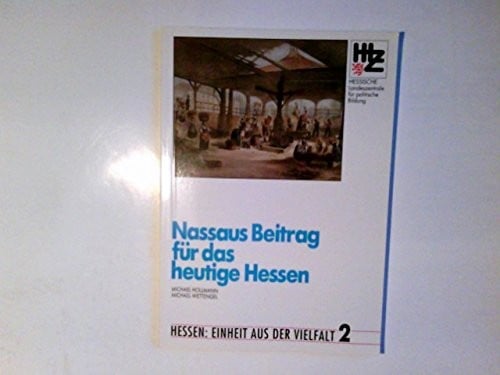 HLZ
HESSISCHE
Landeszentrale
für politische
Bildung
Nassaus Beitrag
für das
heutige Hessen
MICHAEL HOLLMANN
MICHAEL WETTENGEL
HESSEN: EINHEIT AUS DER VIELFALT 2